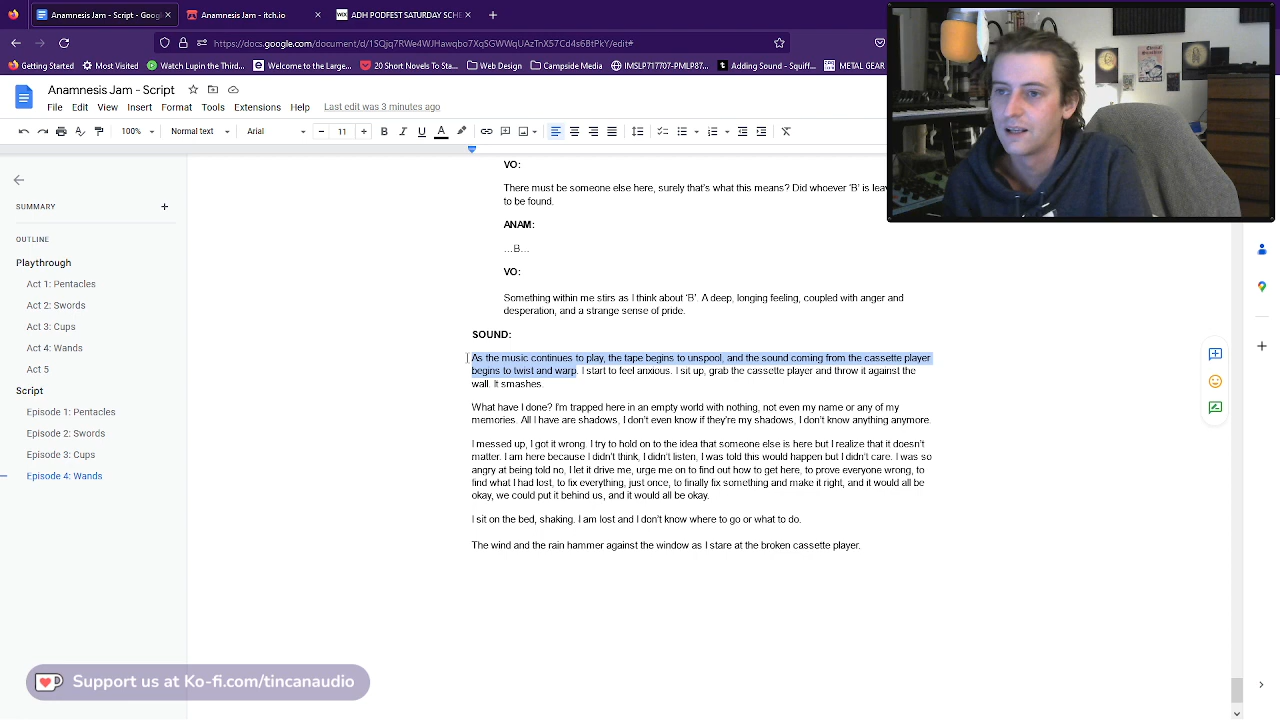 Anamnesis Jam - Script - Goog
Anamnesis Jam - itch.io
ADH PODFEST SATURDAY SCHE
https://docs.google.com/document/d/1SQjq7RWe4WJHawqbo7XqSGWWqUAzTnXS7Cd4s6BtPkY/edit#
Getting Started
Most Visited
Watch Lupin the Third...
Welcome to the Large...
20 Short Novels To Sta...
Web Design
Campside Media
IMSLP717707-PMLP87...
Adding Sound - Squiff...
METAL GEAR
Anamnesis Jam - Script
File Edit View Insert Format Tools Extensions Help
Last edit was 3 minutes ago
100%
Normal text
Arial
11
SUMMARY
OUTLINE
Playthrough
Act 1: Pentacles
Act 2: Swords
Act 3: Cups
Act 4: Wands
Act 5
Script
Episode 1: Pentacles
Episode 2: Swords
Episode 3: Cups
Episode 4: Wands
VO:
There must be someone else here, surely that's what this means? Did whoever 'B' is lea
to be found.
ANAM:
…B…
VO:
Something within me stirs as I think about 'B'. A deep, longing feeling, coupled with anger and
desperation, and a strange sense of pride.
SOUND:
As the music continues to play, the tape begins to unspool, and the sound coming from the cassette player
begins to twist and warp. I start to feel anxious. I sit up, grab the cassette player and throw it against the
wall. It smashes.
What have I done? I'm trapped here in an empty world with nothing, not even my name or any of my
memories. All I have are shadows, I don't even know if they're my shadows, I don't know anything anymore.
I messed up, I got it wrong. I try to hold on to the idea that someone else is here but I realize that it doesn't
matter. I am here because I didn't think, I didn't listen, I was told this would happen but I didn't care. I was so
angry at being told no, I let it drive me, urge me on to find out how to get here, to prove everyone wrong, to
find what I had lost, to fix everything, just once, to finally fix something and make it right, and it would all be
okay, we could put it behind us, and it would all be okay.
I sit on the bed, shaking. I am lost and I don't know where to go or what to do.
The wind and the rain hammer against the window as I stare at the broken cassette player.
Support us at Ko-fi.com/tincanaudio